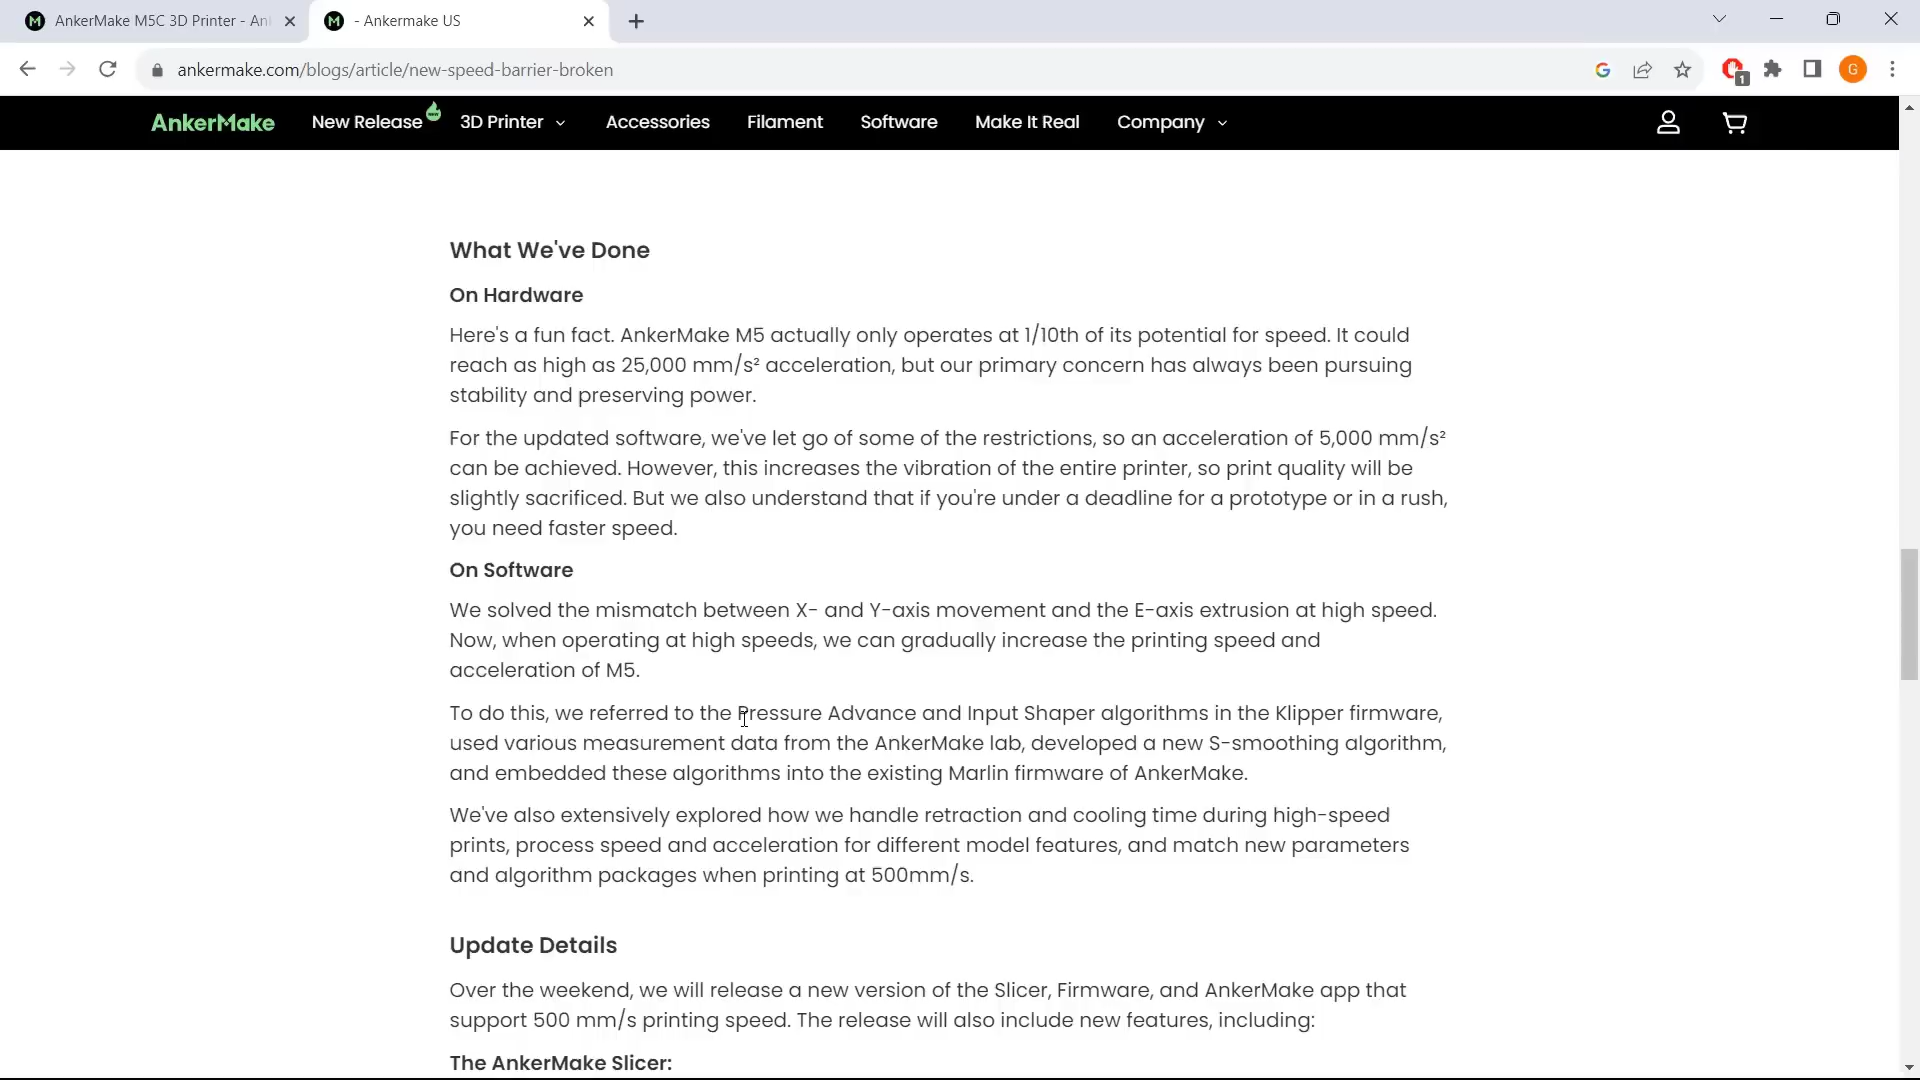 AnkerMake M5C 3D Printer - An
- Ankermake US
ankermake.com/blogs/article/new-speed-barrier-broken
1
G
AnkerMake
New Release
3D Printer
Accessories
Filament
Software
Make It Real
Company
What We've Done
On Hardware
Here's a fun fact. AnkerMake M5 actually only operates at 1/10th of its potential for speed. It could
reach as high as 25,000 mm/s² acceleration, but our primary concern has always been pursuing
stability and preserving power.
For the updated software, we've let go of some of the restrictions, so an acceleration of 5,000 mm/s²
can be achieved. However, this increases the vibration of the entire printer, so print quality will be
slightly sacrificed. But we also understand that if you're under a deadline for a prototype or in a rush,
you need faster speed.
On Software
We solved the mismatch between X- and Y-axis movement and the E-axis extrusion at high speed.
Now, when operating at high speeds, we can gradually increase the printing speed and
acceleration of M5.
To do this, we referred to the Pressure Advance and Input Shaper algorithms in the Klipper firmware,
used various measurement data from the AnkerMake lab, developed a new S-smoothing algorithm,
and embedded these algorithms into the existing Marlin firmware of AnkerMake.
We've also extensively explored how we handle retraction and cooling time during high-speed
prints, process speed and acceleration for different model features, and match new parameters
and algorithm packages when printing at 500mm/s.
Update Details
Over the weekend, we will release a new version of the Slicer, Firmware, and AnkerMake app that
support 500 mm/s printing speed. The release will also include new features, including:
The AnkerMake Slicer: